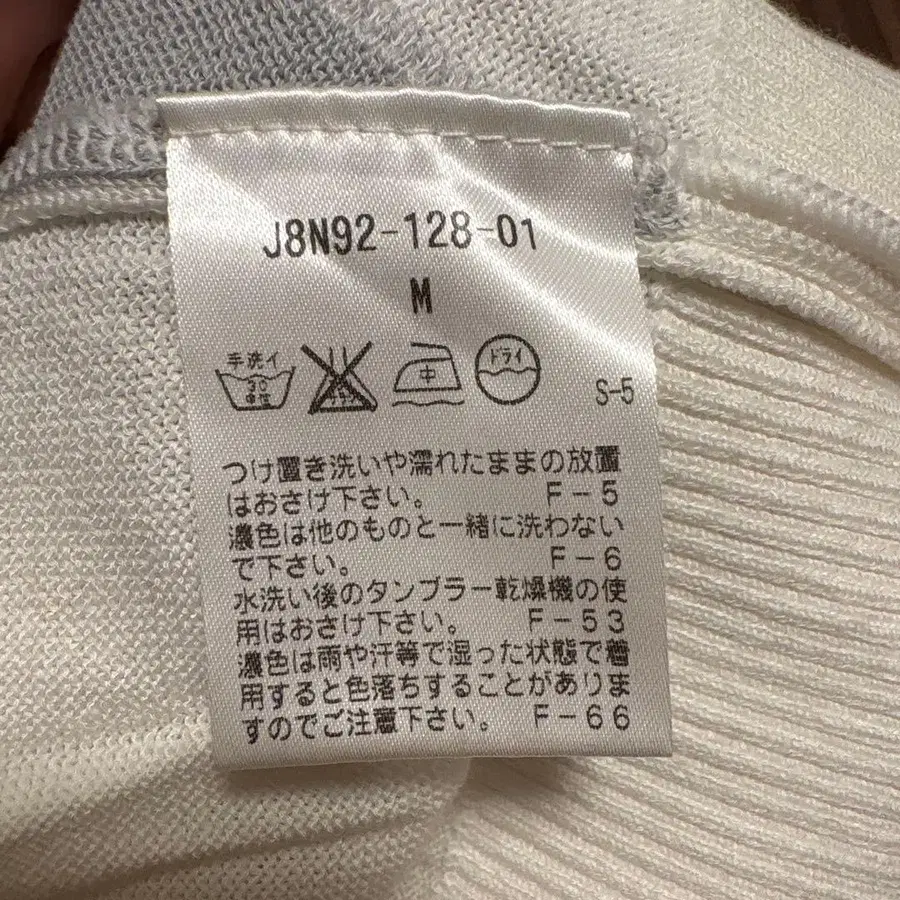 J8N92-128-01
M
手洗イ
30
中性
中
ドライ
S-5
つけ置き洗いや濡れたままの放置
はおさけ下さい。 F-5
濃色は他のものと一緒に洗わない
で下さい。 F-6
水洗い後のタンブラー乾燥機の使
用はおさけ下さい。 F-53
濃色は雨や汗等で湿った状態で着
用すると色落ちすることがありま
すのでご注意下さい。 F-66